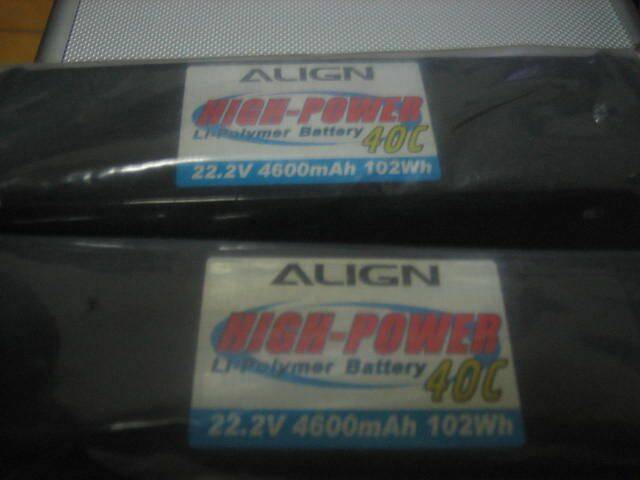 ALIGN
HIGH-POWER
Li-Polymer Battery 40C
22.2V 4600mAh 102Wh
ALIGN
HIGH-POWER
Li-Polymer Battery 40C
22.2V 4600mAh 102Wh